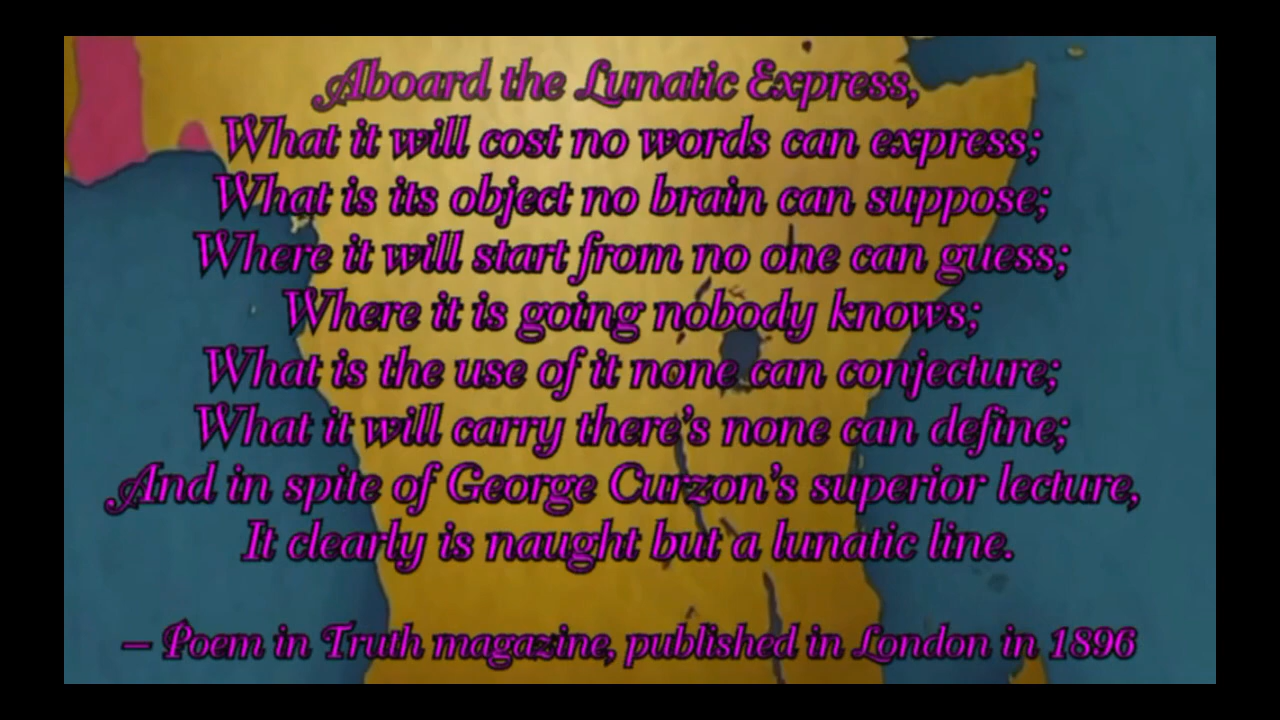 Aboard the Lunatic Express,
What it will cost no words can express;
What is its object no brain can suppose;
Where it will start from no one can guess;
Where it is going nobody knows;
What is the use of it none can conjecture;
What it will carry there’s none can define;
And in spite of George Curzon’s superior lecture,
It clearly is naught but a lunatic line.
– Poem in Truth magazine, published in London in 1896